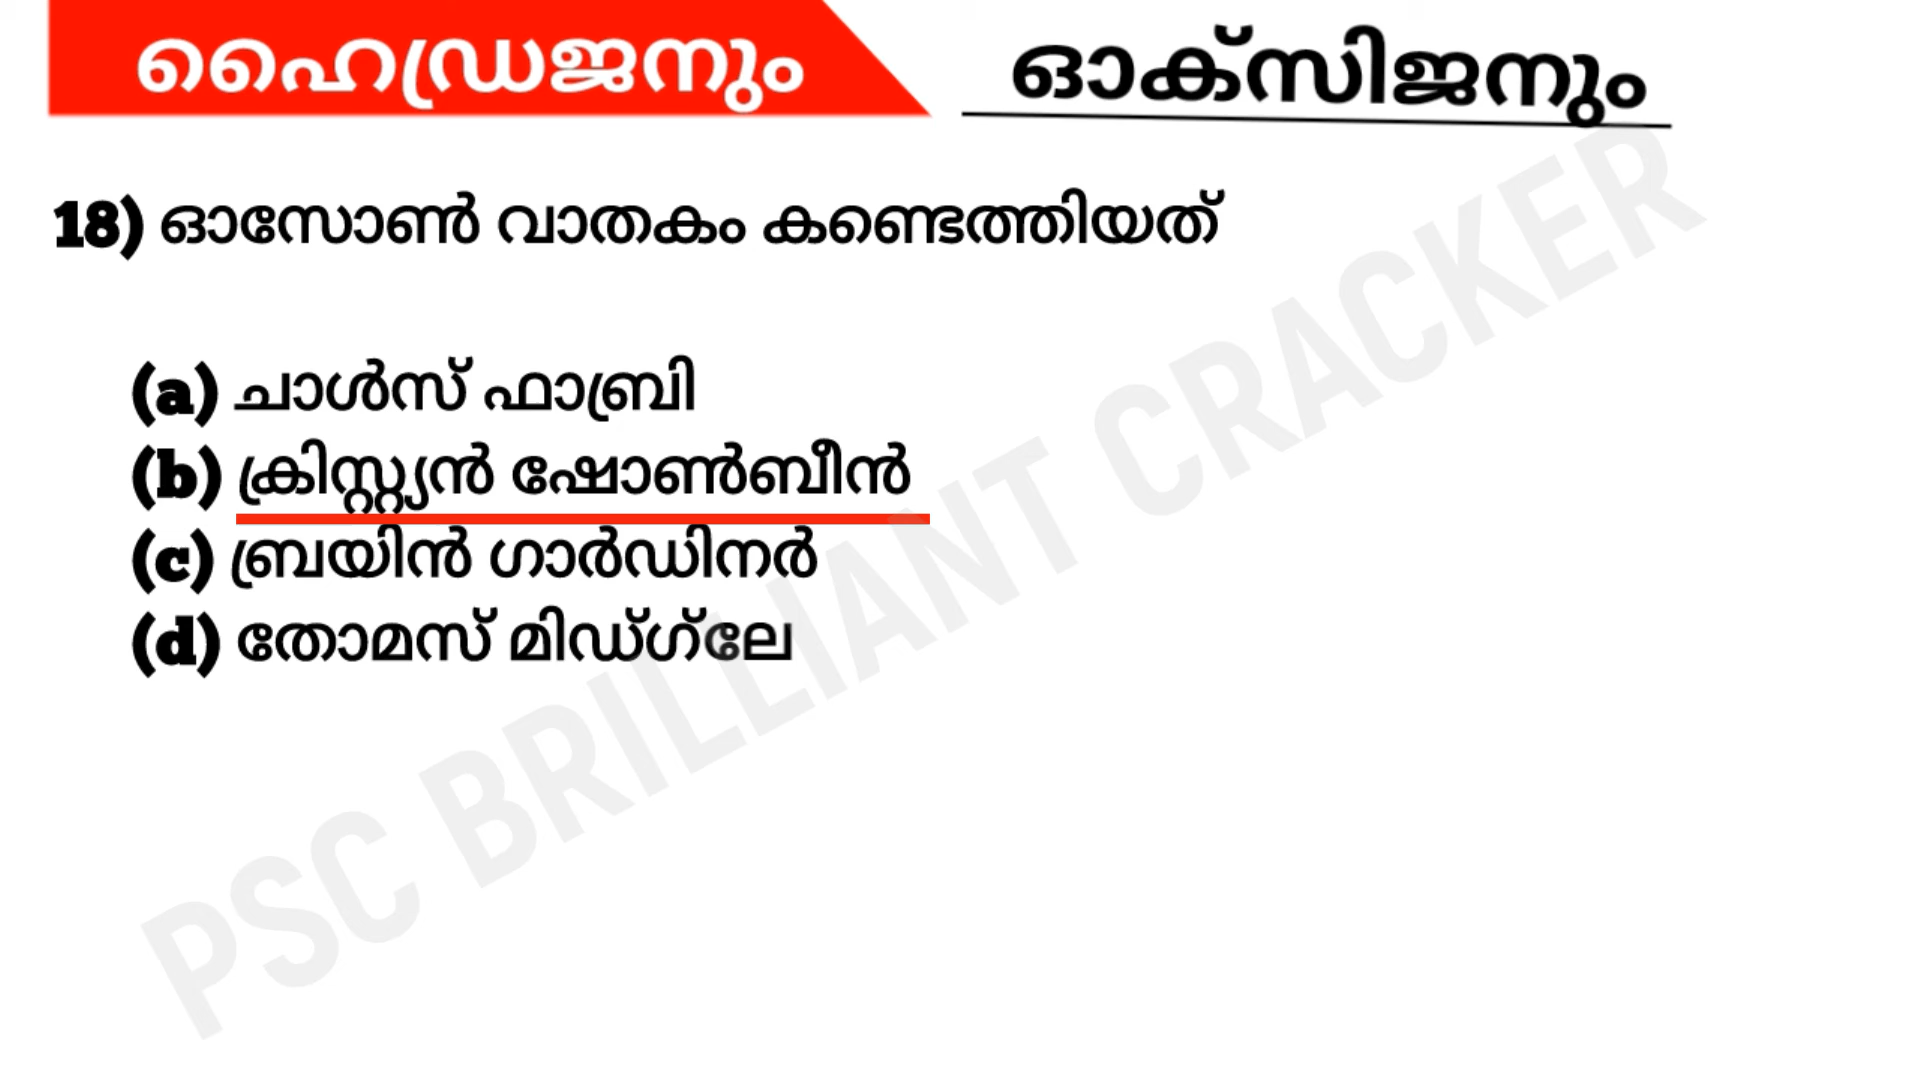 ഹൈഡ്രജനും ഓക്സിജനും
18) ഓസോൺ വാതകം കണ്ടെത്തിയത്
(a) ചാൾസ് ഫാബ്രി
(b) ക്രിസ്റ്റ്യൻ ഷോൺബീൻ
(c) ബ്രയിൻ ഗാർഡിനർ
(d) തോമസ് മിഡ്ഗ്ലേ
PSC BRILLIANT CRACKER